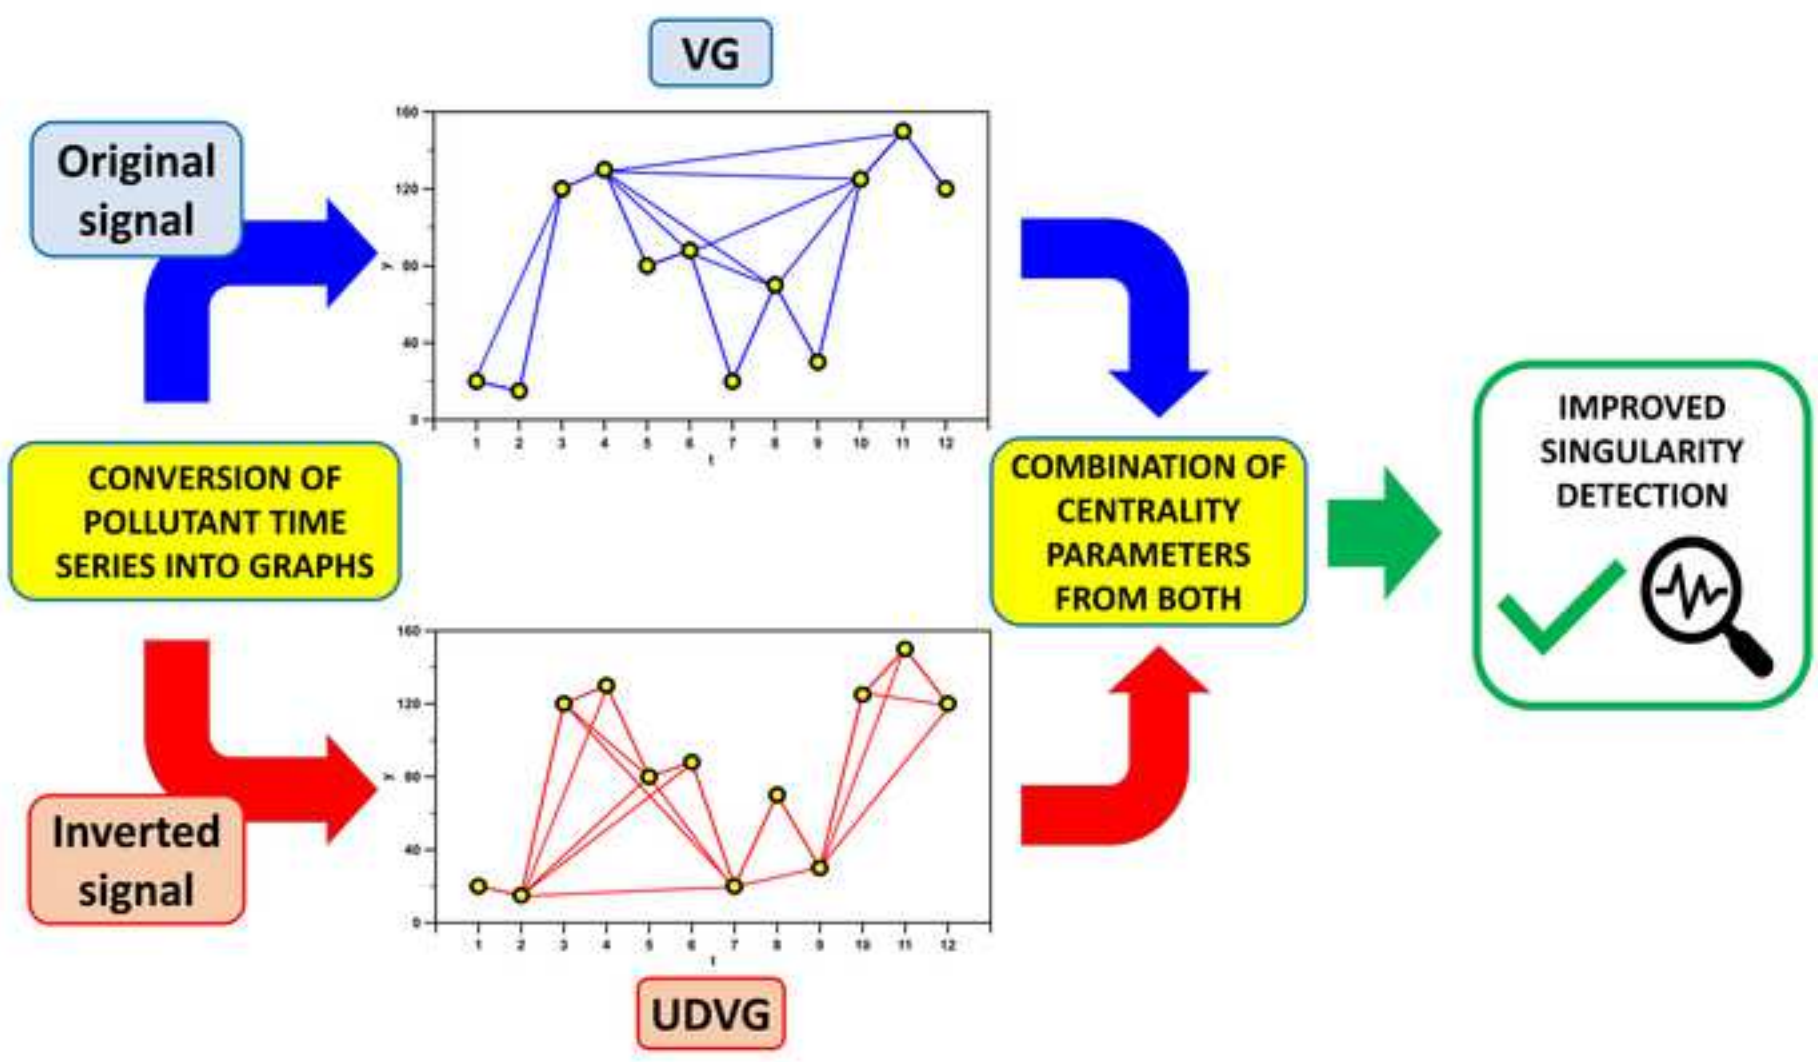 VG
Original
signal
160
120
80
40
0
y
1 2 3 4 5 6 7 8 9 10 11 12
t
CONVERSION OF
POLLUTANT TIME
SERIES INTO GRAPHS
COMBINATION OF
CENTRALITY
PARAMETERS
FROM BOTH
IMPROVED
SINGULARITY
DETECTION
Inverted
signal
160
120
80
40
0
y
1 2 3 4 5 6 7 8 9 10 11 12
t
UDVG